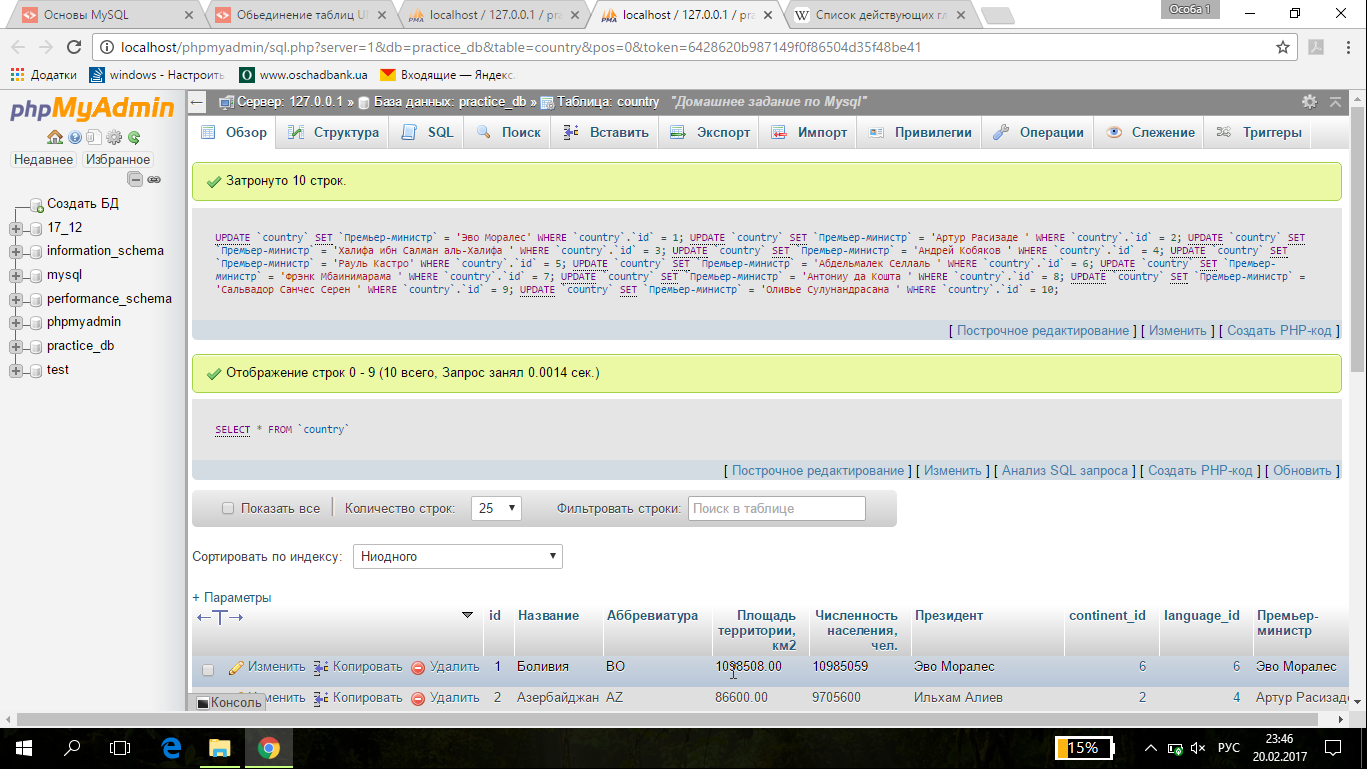 Основы MySQL
Объединение таблиц UI
localhost / 127.0.0.1 / pra
localhost / 127.0.0.1 / pra
Список действующих гл
Особа 1
localhost/phpmyadmin/sql.php?server=1&db=practice_db&table=country&pos=0&token=6428620b987149f0f86504d35f48be41
Додатки
windows - Настроить
www.oschadbank.ua
Входящие — Яндекс.
phpMyAdmin
Недавнее Избранное
Создать БД
17_12
information_schema
mysql
performance_schema
phpmyadmin
practice_db
test
Сервер: 127.0.0.1 » База данных: practice_db » Таблица: country "Домашнее задание по Mysql"
Обзор Структура SQL Поиск Вставить Экспорт Импорт Привилегии Операции Слежение Триггеры
Затронуто 10 строк.
UPDATE `country` SET `Премьер-министр` = 'Эво Моралес' WHERE `country`.`id` = 1; UPDATE `country` SET `Премьер-министр` = 'Артур Расизаде ' WHERE `country`.`id` = 2; UPDATE `country` SET
`Премьер-министр` = 'Халифа ибн Салман аль-Халифа ' WHERE `country`.`id` = 3; UPDATE `country` SET `Премьер-министр` = 'Андрей Кобяков ' WHERE `country`.`id` = 4; UPDATE `country` SET
`Премьер-министр` = 'Рауль Кастро' WHERE `country`.`id` = 5; UPDATE `country` SET `Премьер-министр` = 'Абдельмалек Селлаль ' WHERE `country`.`id` = 6; UPDATE `country` SET `Премьер-
министр` = 'Фрэнк Мбаинимарама ' WHERE `country`.`id` = 7; UPDATE `country` SET `Премьер-министр` = 'Антониу да Кошта ' WHERE `country`.`id` = 8; UPDATE `country` SET `Премьер-министр` =
'Сальвадор Санчес Серен ' WHERE `country`.`id` = 9; UPDATE `country` SET `Премьер-министр` = 'Оливье Сулунандрасана ' WHERE `country`.`id` = 10;
[ Построчное редактирование ] [ Изменить ] [ Создать PHP-код ]
Отображение строк 0 - 9 (10 всего, Запрос занял 0.0014 сек.)
SELECT * FROM `country`
[ Построчное редактирование ] [ Изменить ] [ Анализ SQL запроса ] [ Создать PHP-код ] [ Обновить ]
Показать все Количество строк: 25 Фильтровать строки: Поиск в таблице
Сортировать по индексу: Ниодного
+ Параметры
id Название Аббревиатура Площадь территории, км2 Численность населения, чел. Президент continent_id language_id Премьер-министр
Изменить Копировать Удалить 1 Боливия BO 1098508.00 10985059 Эво Моралес 6 6 Эво Моралес
Изменить Копировать Удалить 2 Азербайджан AZ 86600.00 9705600 Ильхам Алиев 2 4 Артур Расизаде
Консоль
15%
РУС
23:46
20.02.2017